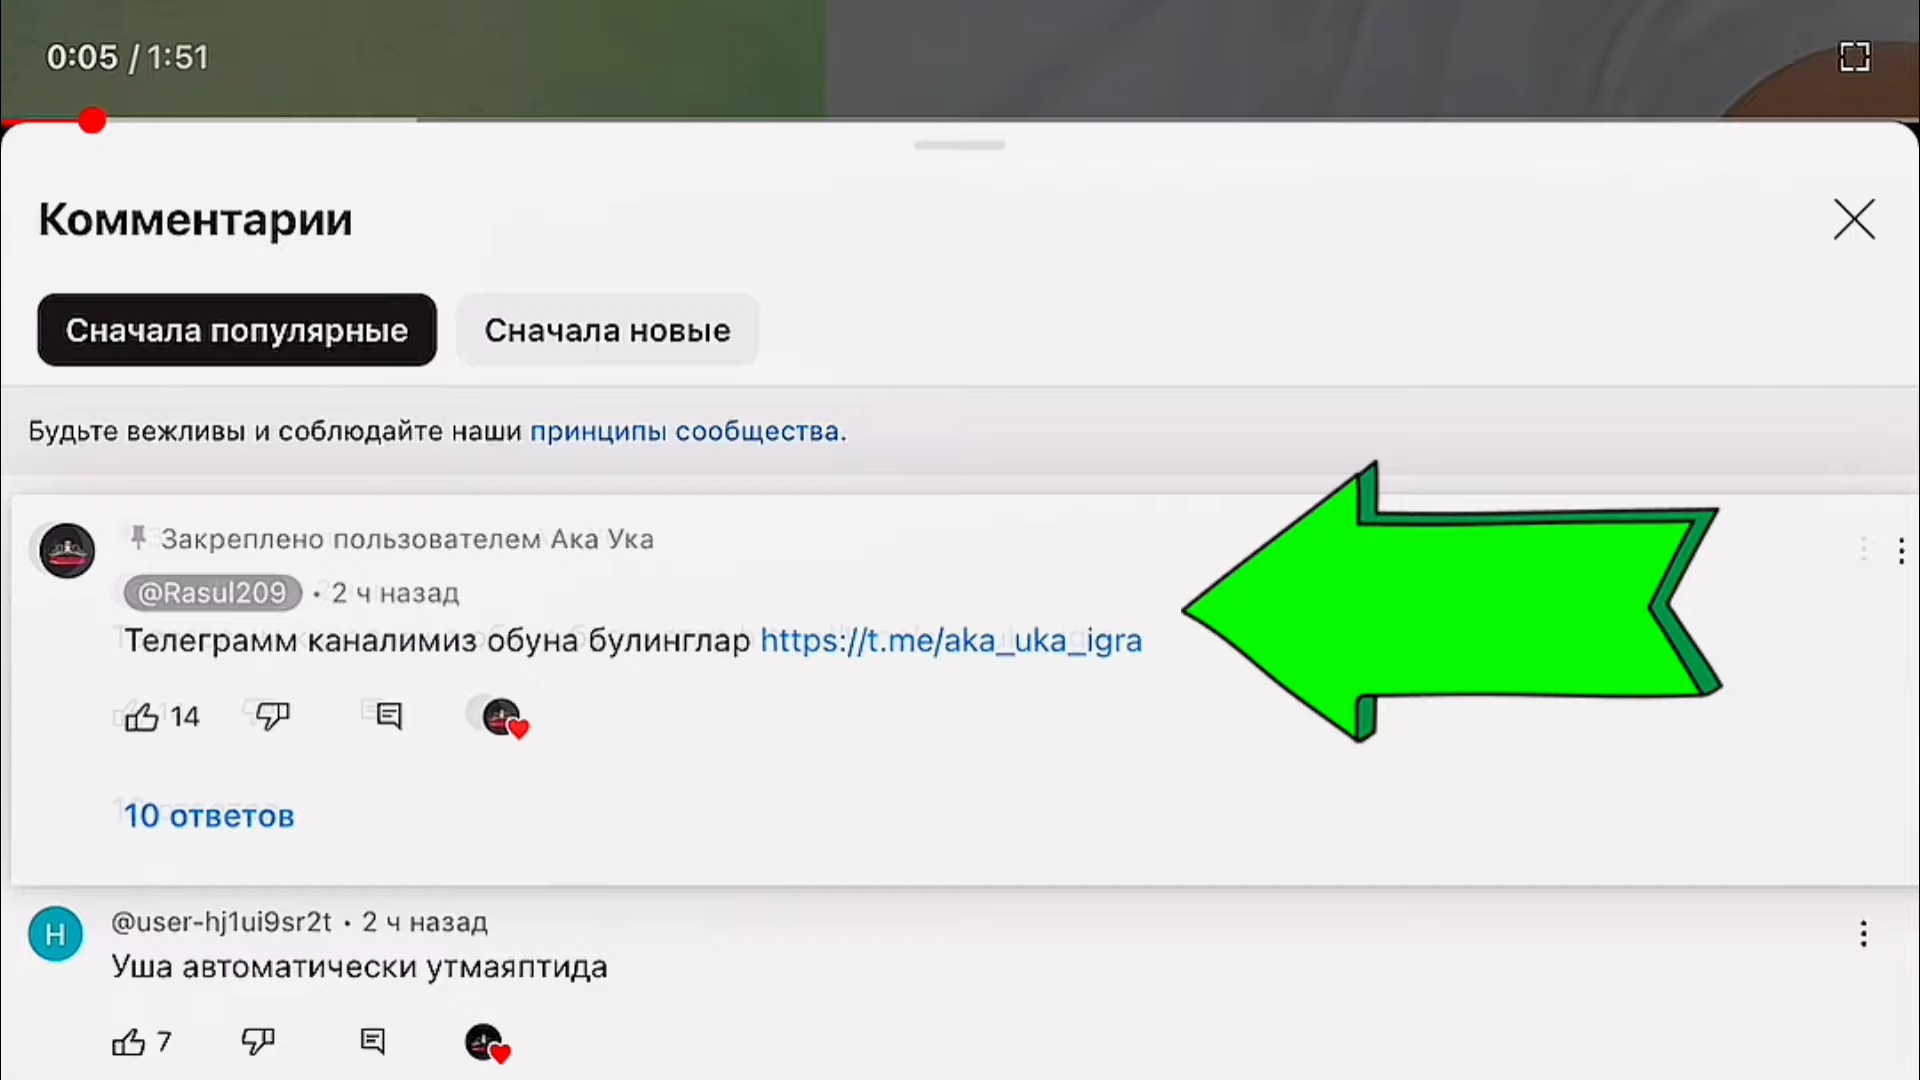 0:05 / 1:51
Комментарии
Сначала популярные
Сначала новые
Будьте вежливы и соблюдайте наши принципы сообщества.
Закреплено пользователем Ака Ука
@Rasul209 • 2 ч назад
Телеграмм каналимиз обуна булинглар https://t.me/aka_uka_igra
14
10 ответов
H
@user-hj1ui9sr2t • 2 ч назад
Уша автоматически утмаяптида
7